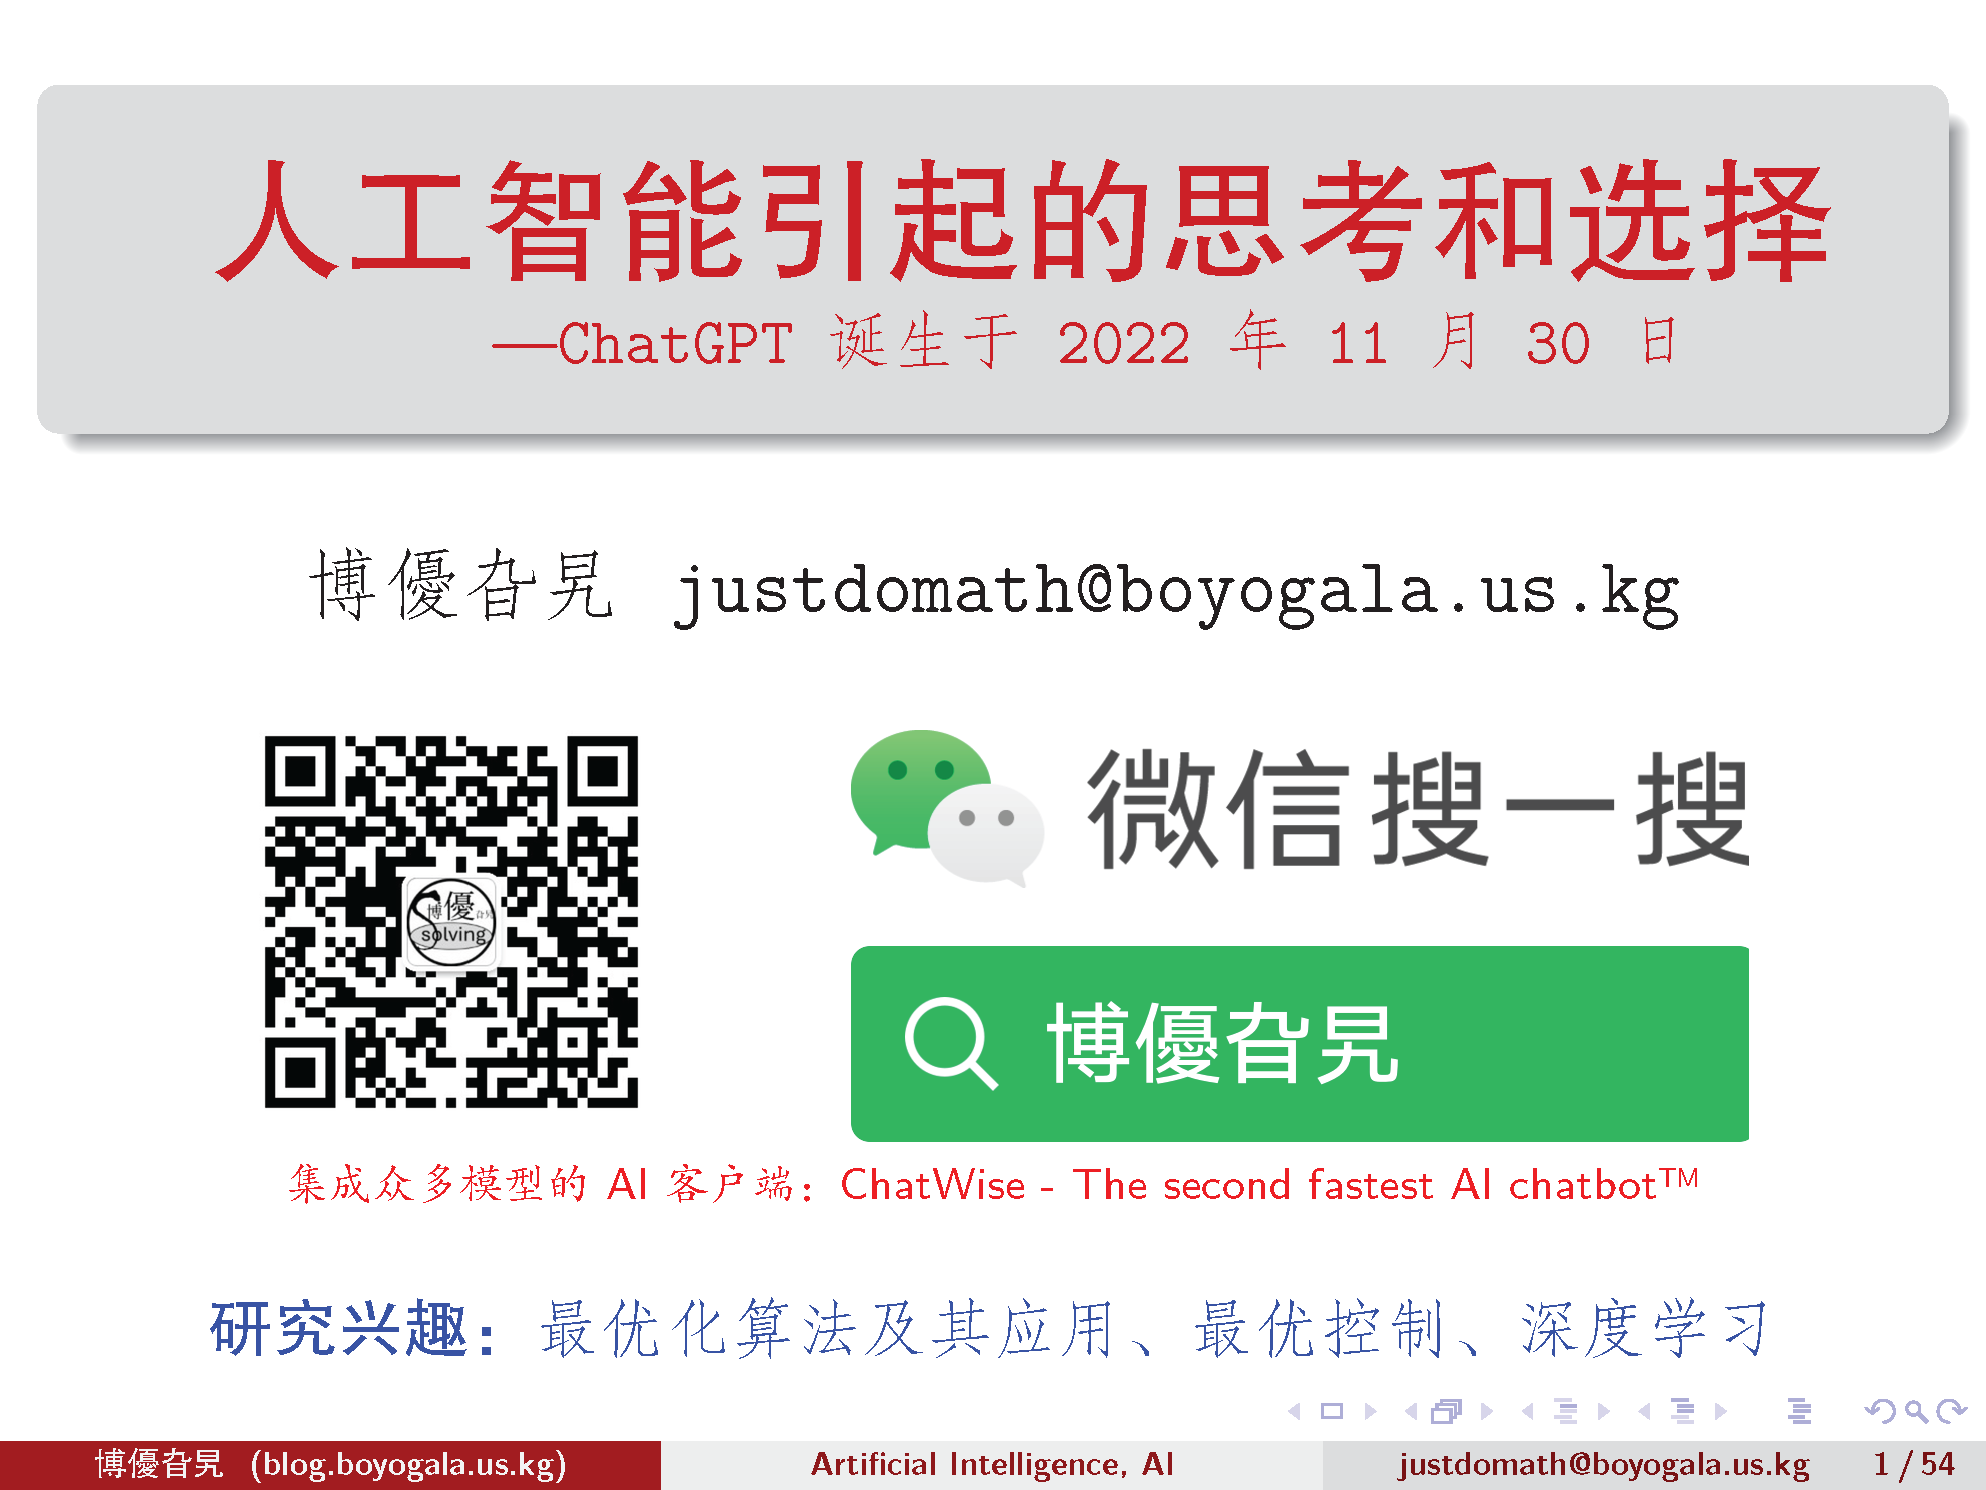 人工智能引起的思考和选择
—ChatGPT 诞生于 2022 年 11 月 30 日
博優旮旯 justdomath@boyogala.us.kg
博優旮旯
solving
微信搜一搜
博優旮旯
集成众多模型的 AI 客户端：ChatWise - The second fastest AI chatbot™
研究兴趣：最优化算法及其应用、最优控制、深度学习
博優旮旯 (blog.boyogala.us.kg) Artificial Intelligence, AI justdomath@boyogala.us.kg 1 / 54